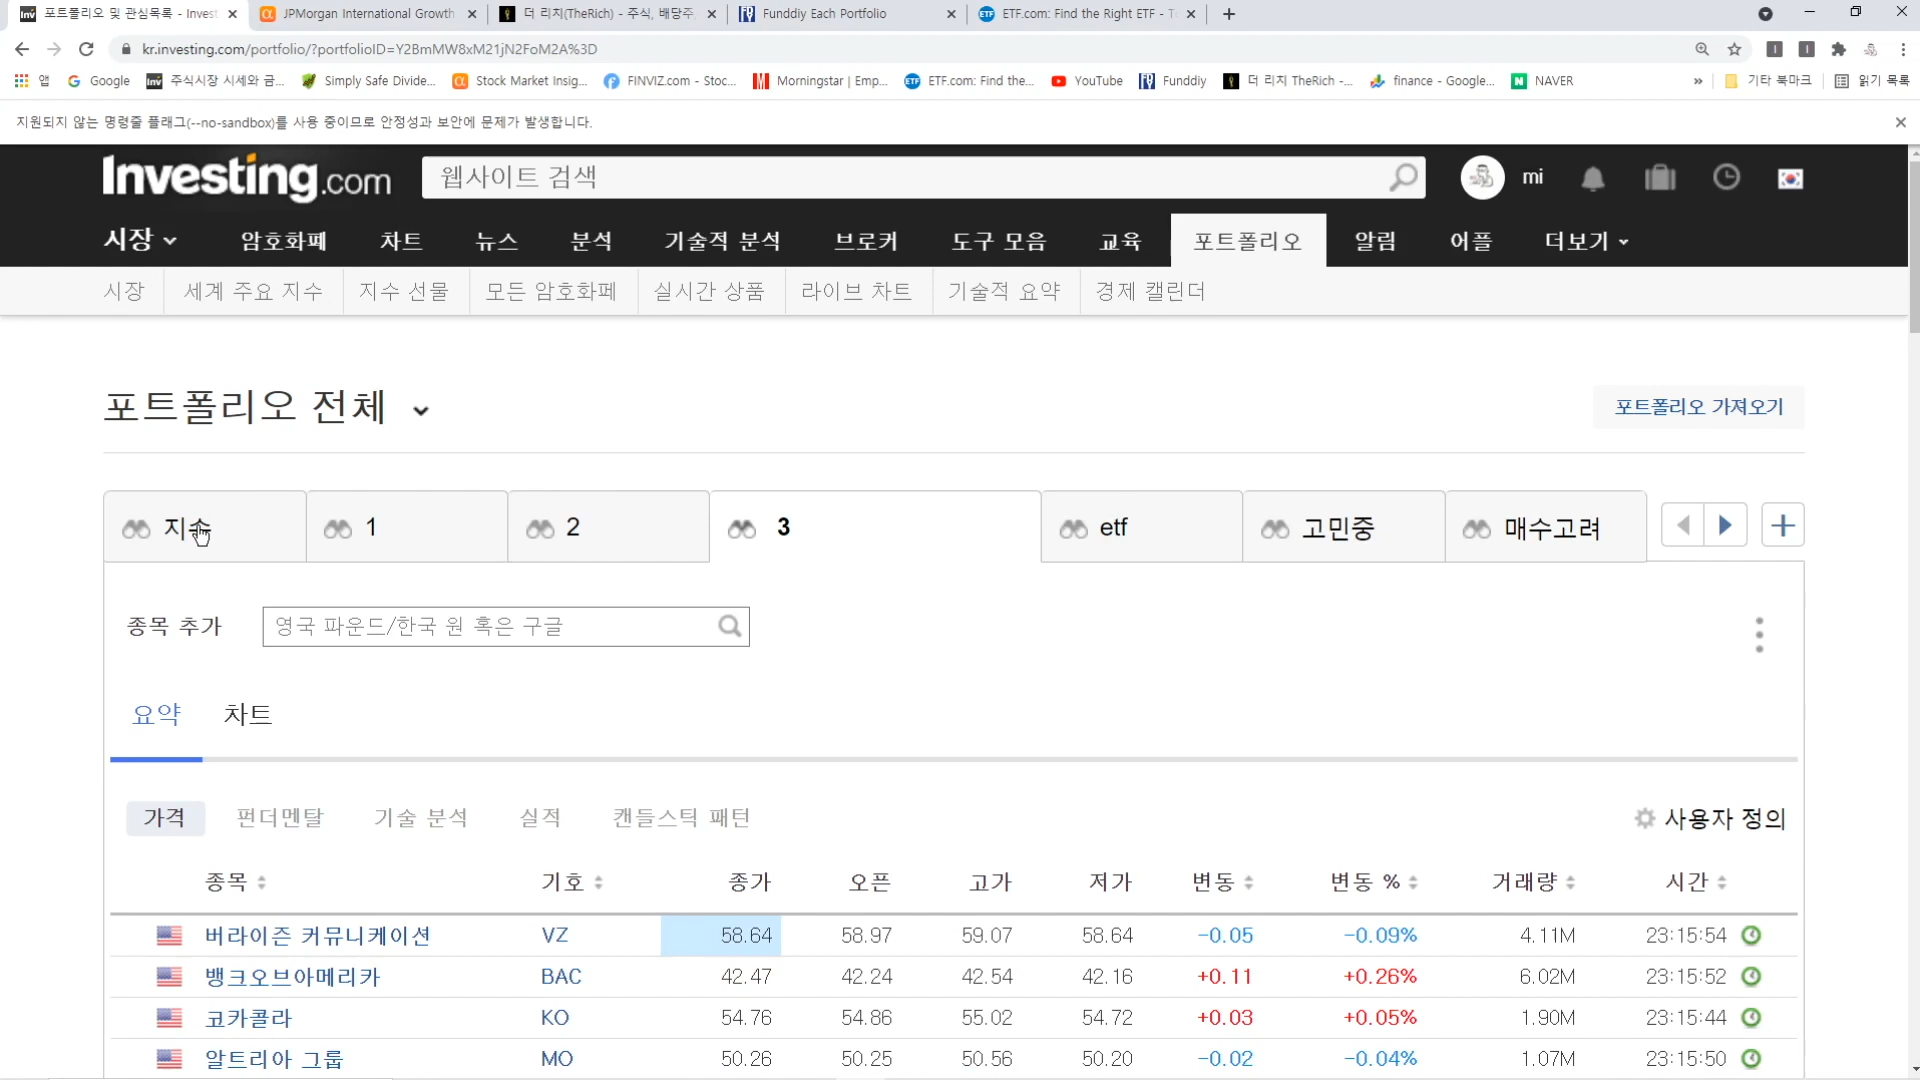 포트폴리오 및 관심목록 - Invest
JPMorgan International Growth
더 리치(TheRich) - 주식, 배당주,
Funddiy Each Portfolio
ETF.com: Find the Right ETF - T
kr.investing.com/portfolio/?portfolioID=Y2BmMW8xM21jN2FoM2A%3D
앱 Google 주식시장 시세와 금... Simply Safe Divide... Stock Market Insig... FINVIZ.com - Stoc... Morningstar | Emp... ETF.com: Find the... YouTube Funddiy 더 리치 TheRich -... finance - Google... NAVER » 기타 북마크 읽기 목록
지원되지 않는 명령줄 플래그(--no-sandbox)를 사용 중이므로 안정성과 보안에 문제가 발생합니다.
Investing.com 웹사이트 검색 mi
시장 암호화폐 차트 뉴스 분석 기술적 분석 브로커 도구 모음 교육 포트폴리오 알림 어플 더보기
시장 세계 주요 지수 지수 선물 모든 암호화폐 실시간 상품 라이브 차트 기술적 요약 경제 캘린더
포트폴리오 전체 포트폴리오 가져오기
지수 1 2 3 etf 고민중 매수고려
종목 추가 영국 파운드/한국 원 혹은 구글
요약 차트
가격 펀더멘탈 기술 분석 실적 캔들스틱 패턴 사용자 정의
종목 기호 종가 오픈 고가 저가 변동 변동 % 거래량 시간
버라이즌 커뮤니케이션 VZ 58.64 58.97 59.07 58.64 -0.05 -0.09% 4.11M 23:15:54
뱅크오브아메리카 BAC 42.47 42.24 42.54 42.16 +0.11 +0.26% 6.02M 23:15:52
코카콜라 KO 54.76 54.86 55.02 54.72 +0.03 +0.05% 1.90M 23:15:44
알트리아 그룹 MO 50.26 50.25 50.56 50.20 -0.02 -0.04% 1.07M 23:15:50